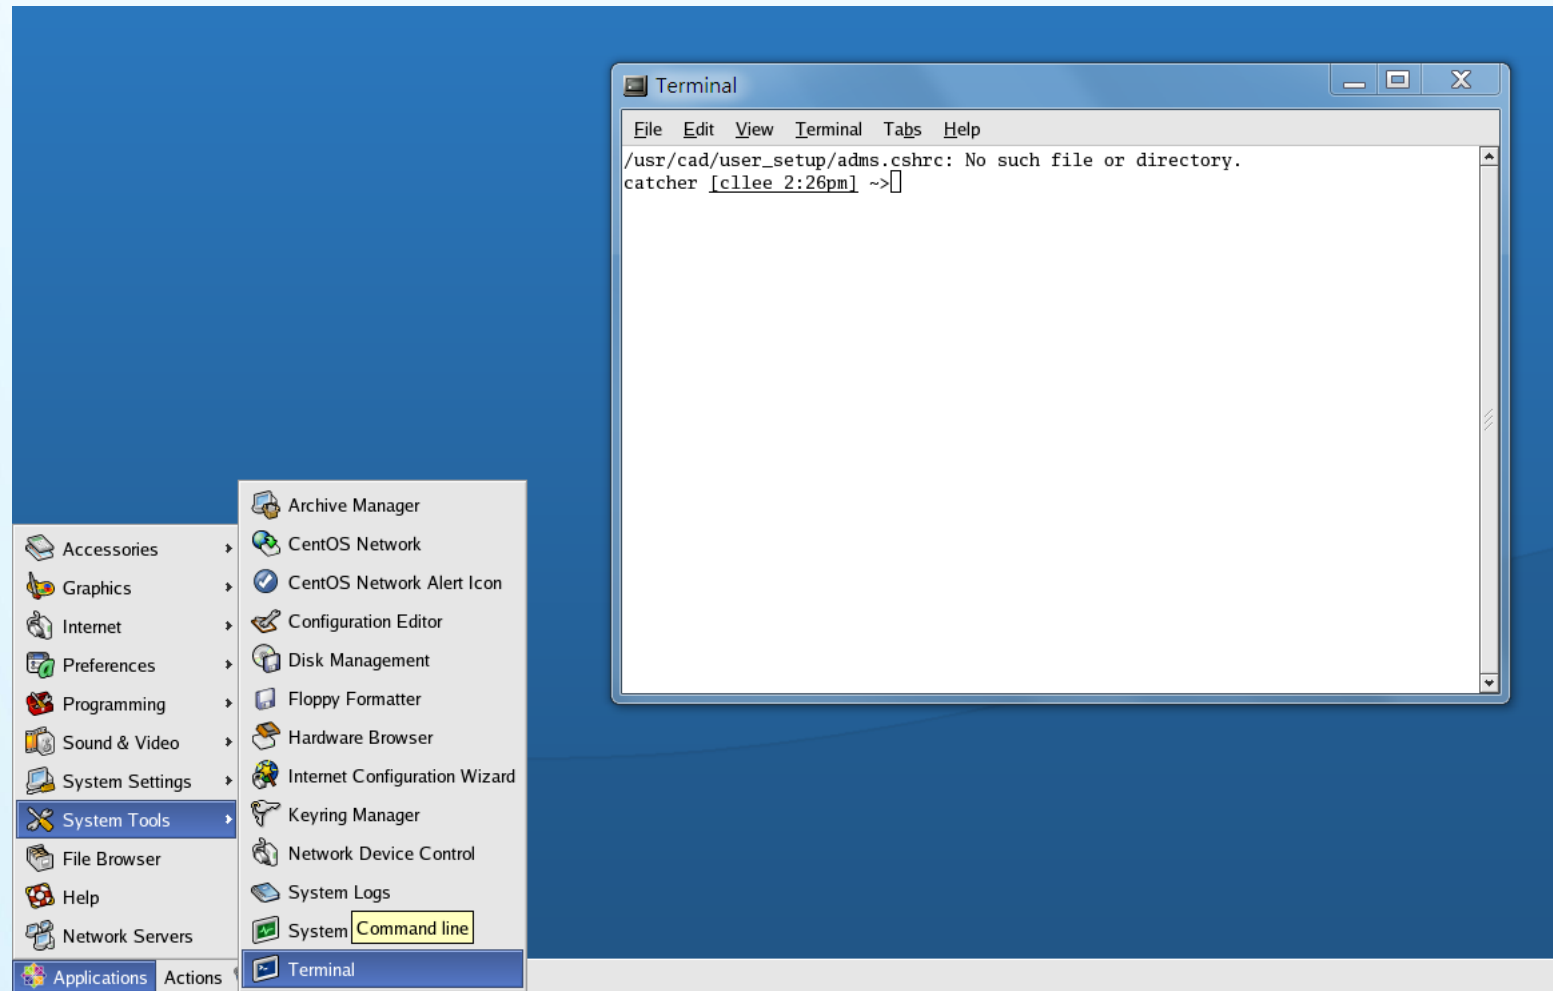 Terminal
File Edit View Terminal Tabs Help
/usr/cad/user_setup/adms.cshrc: No such file or directory.
catcher [cllee 2:26pm] ~>
Archive Manager
CentOS Network
CentOS Network Alert Icon
Configuration Editor
Disk Management
Floppy Formatter
Hardware Browser
Internet Configuration Wizard
Keyring Manager
Network Device Control
System Logs
System
Command line
Terminal
Accessories
Graphics
Internet
Preferences
Programming
Sound & Video
System Settings
System Tools
File Browser
Help
Network Servers
Applications Actions